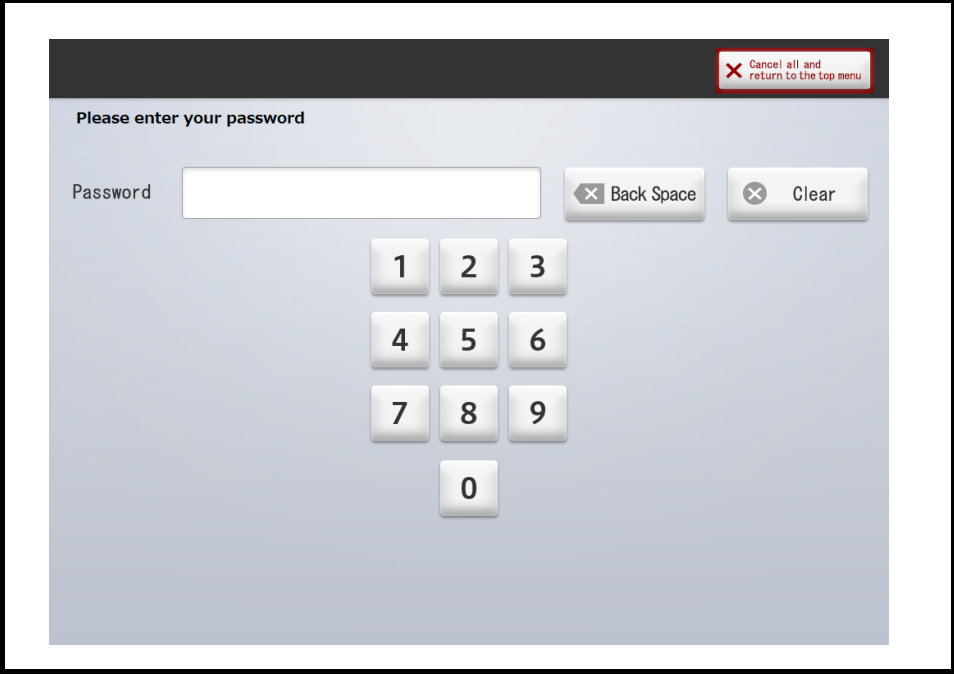 Cancel all and
return to the top menu
Please enter your password
Password
Back Space
Clear
1 2 3
4 5 6
7 8 9
0